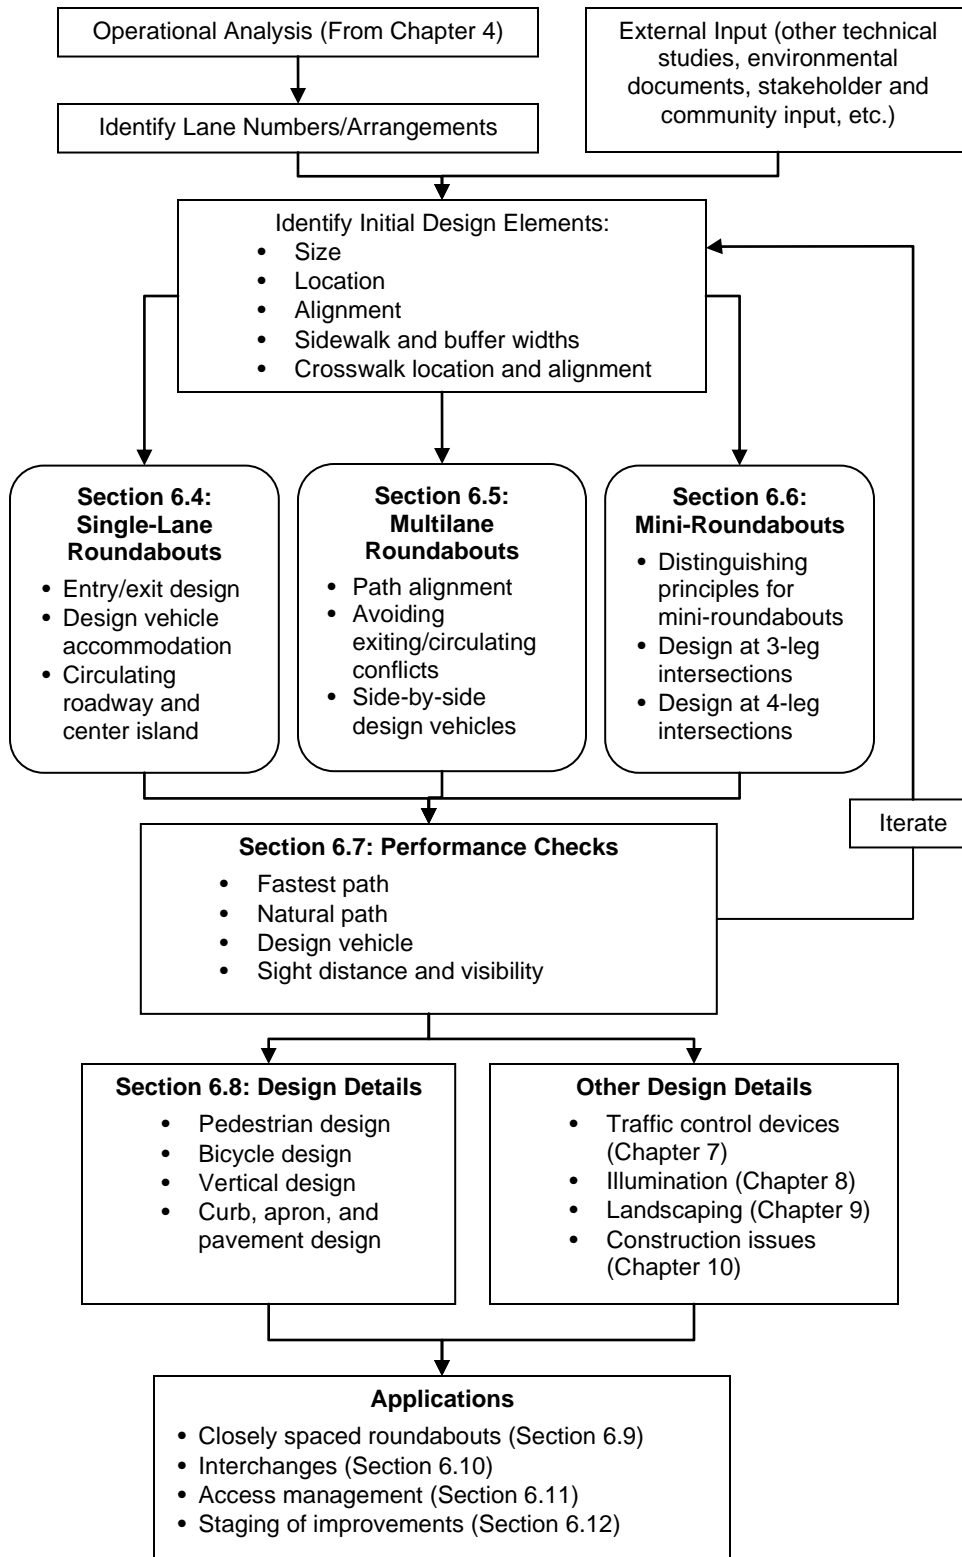 Operational Analysis (From Chapter 4)
External Input (other technical
studies, environmental
documents, stakeholder and
community input, etc.)
Identify Lane Numbers/Arrangements
Identify Initial Design Elements:
• Size
• Location
• Alignment
• Sidewalk and buffer widths
• Crosswalk location and alignment
Section 6.4:
Single-Lane
Roundabouts
• Entry/exit design
• Design vehicle
accommodation
• Circulating
roadway and
center island
Section 6.5:
Multilane
Roundabouts
• Path alignment
• Avoiding
exiting/circulating
conflicts
• Side-by-side
design vehicles
Section 6.6:
Mini-Roundabouts
• Distinguishing
principles for
mini-roundabouts
• Design at 3-leg
intersections
• Design at 4-leg
intersections
Iterate
Section 6.7: Performance Checks
• Fastest path
• Natural path
• Design vehicle
• Sight distance and visibility
Section 6.8: Design Details
• Pedestrian design
• Bicycle design
• Vertical design
• Curb, apron, and
pavement design
Other Design Details
• Traffic control devices
(Chapter 7)
• Illumination (Chapter 8)
• Landscaping (Chapter 9)
• Construction issues
(Chapter 10)
Applications
• Closely spaced roundabouts (Section 6.9)
• Interchanges (Section 6.10)
• Access management (Section 6.11)
• Staging of improvements (Section 6.12)